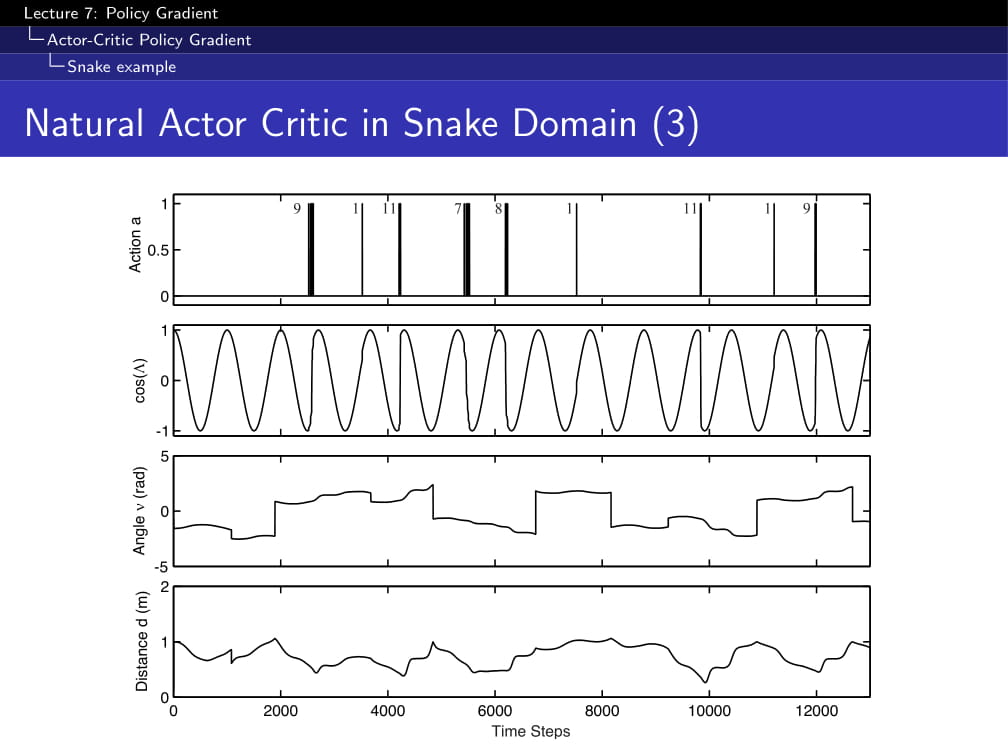 Lecture 7: Policy Gradient
Actor-Critic Policy Gradient
Snake example
Natural Actor Critic in Snake Domain (3)
9 1 11 7 8 1 11 1 9
1
0.5
0
Action a
1
0
-1
cos(Λ)
5
0
-5
Angle ν (rad)
2
1
0
Distance d (m)
0 2000 4000 6000 8000 10000 12000
Time Steps